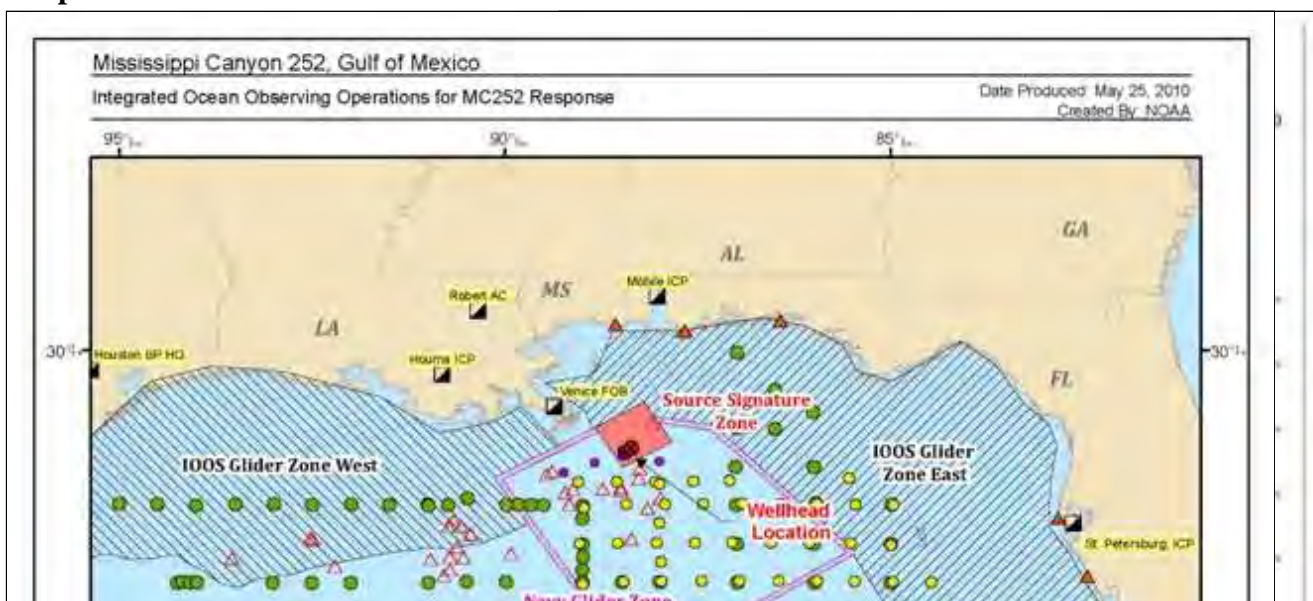 Mississippi Canyon 252, Gulf of Mexico
Integrated Ocean Observing Operations for MC252 Response
Date Produced: May 25, 2010
Created By: NOAA
95°
90°
85°
GA
AL
Mobile ICP
MS
Robert AC
LA
30°
Houston BP HQ
Houma ICP
30°
FL
Venice FOB
Source Signature
Zone
IOOS Glider Zone West
IOOS Glider
Zone East
Wellhead
Location
St. Petersburg, ICP
Navy Glider Zone